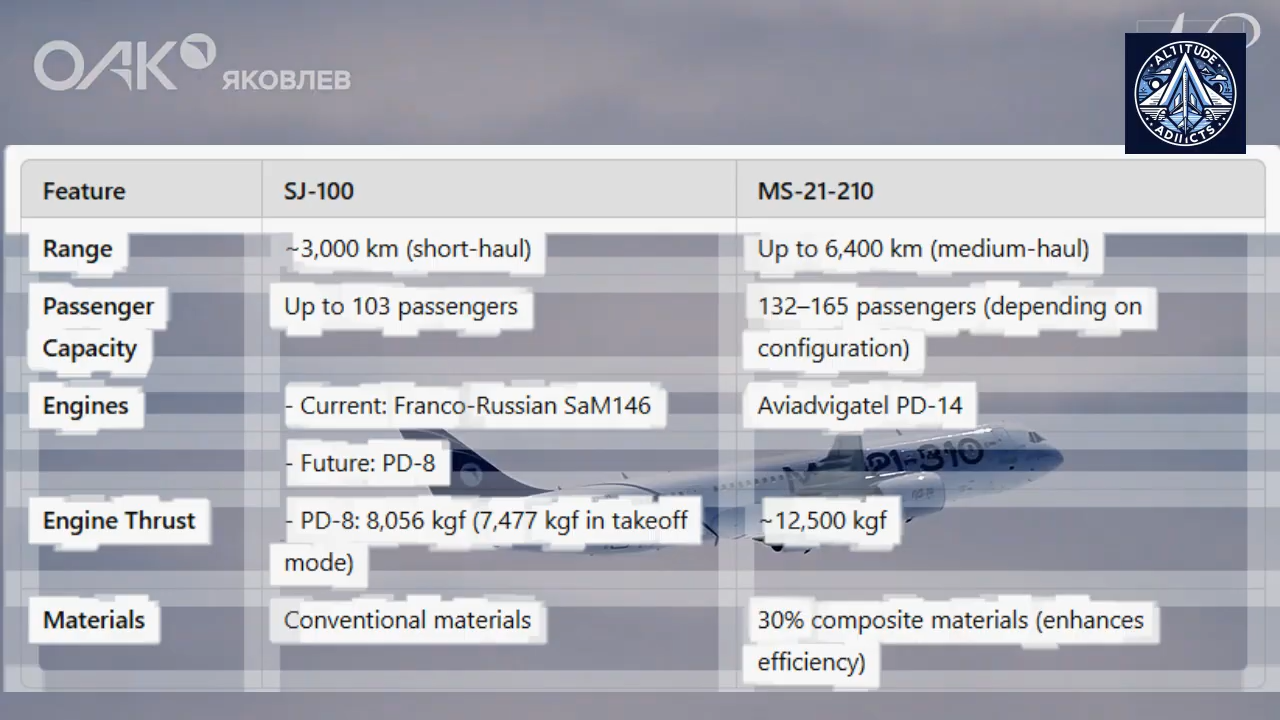 ОАК
ЯКОВЛЕВ
ALTITUDE
Feature SJ-100 MS-21-210
Range ~3,000 km (short-haul) Up to 6,400 km (medium-haul)
Passenger Up to 103 passengers 132–165 passengers (depending on
Capacity configuration)
Engines - Current: Franco-Russian SaM146 Aviadvigatel PD-14
- Future: PD-8
Engine Thrust - PD-8: 8,056 kgf (7,477 kgf in takeoff ~12,500 kgf
mode)
Materials Conventional materials 30% composite materials (enhances
efficiency)